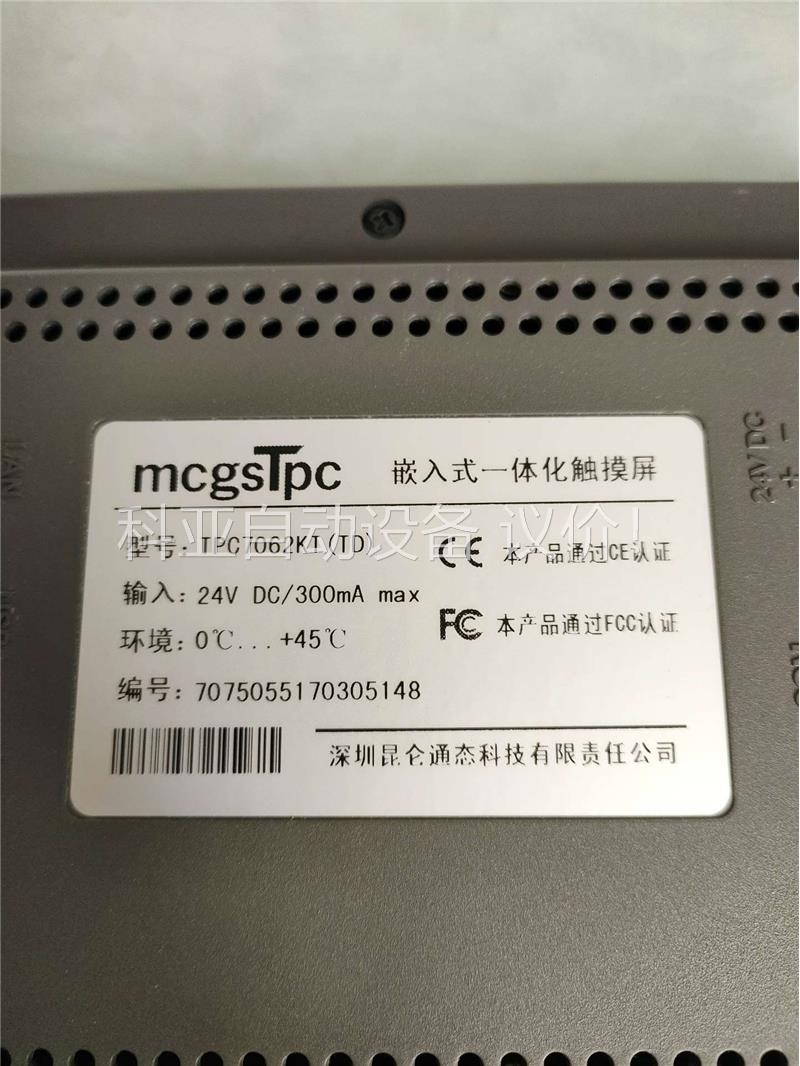 24V DC
- +
LAN
mcgsTpc 嵌入式一体化触摸屏
型号: TPC7062KT(TD)
CE 本产品通过CE认证
科亚自动设备 议价!
输入: 24V DC/300mA max
FC 本产品通过FCC认证
环境: 0℃...+45℃
编号: 7075055170305148
深圳昆仑通态科技有限责任公司